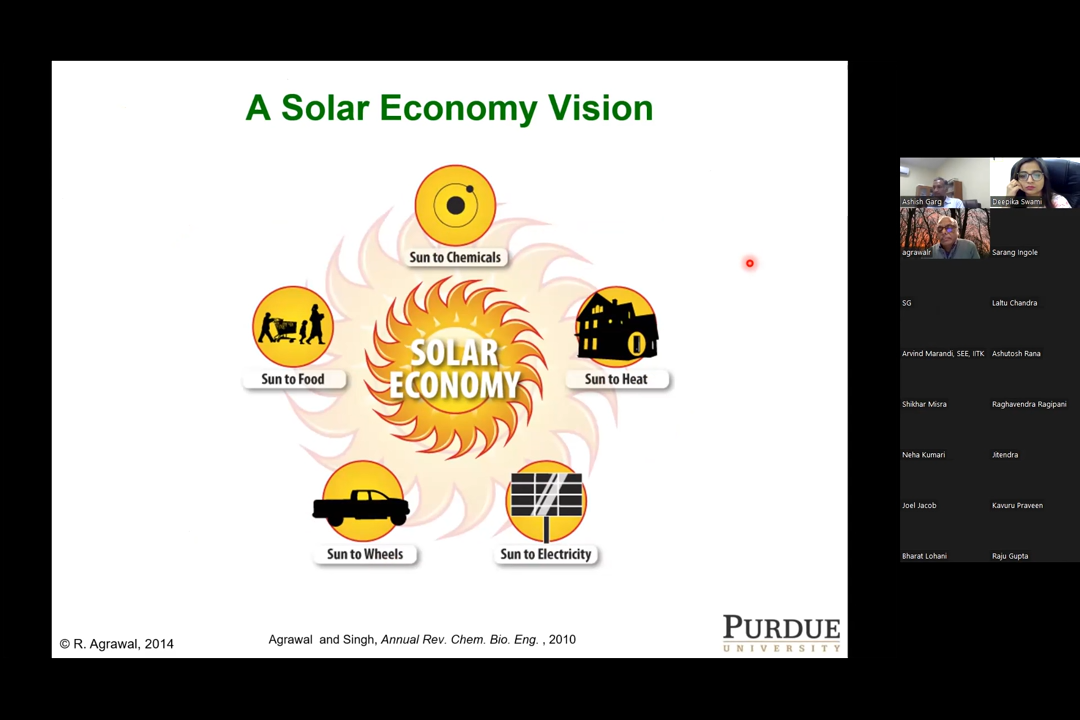 A Solar Economy Vision
Sun to Chemicals
Sun to Food
SOLAR
ECONOMY
Sun to Heat
Sun to Wheels
Sun to Electricity
© R. Agrawal, 2014
Agrawal and Singh, Annual Rev. Chem. Bio. Eng. , 2010
PURDUE
UNIVERSITY
Ashish Garg
Deepika Swami
agrawalr
Sarang Ingole
SG
Laltu Chandra
Arvind Marandi, SEE, IITK
Ashutosh Rana
Shikhar Misra
Raghavendra Ragipani
Neha Kumari
Jitendra
Joel Jacob
Kavuru Praveen
Bharat Lohani
Raju Gupta